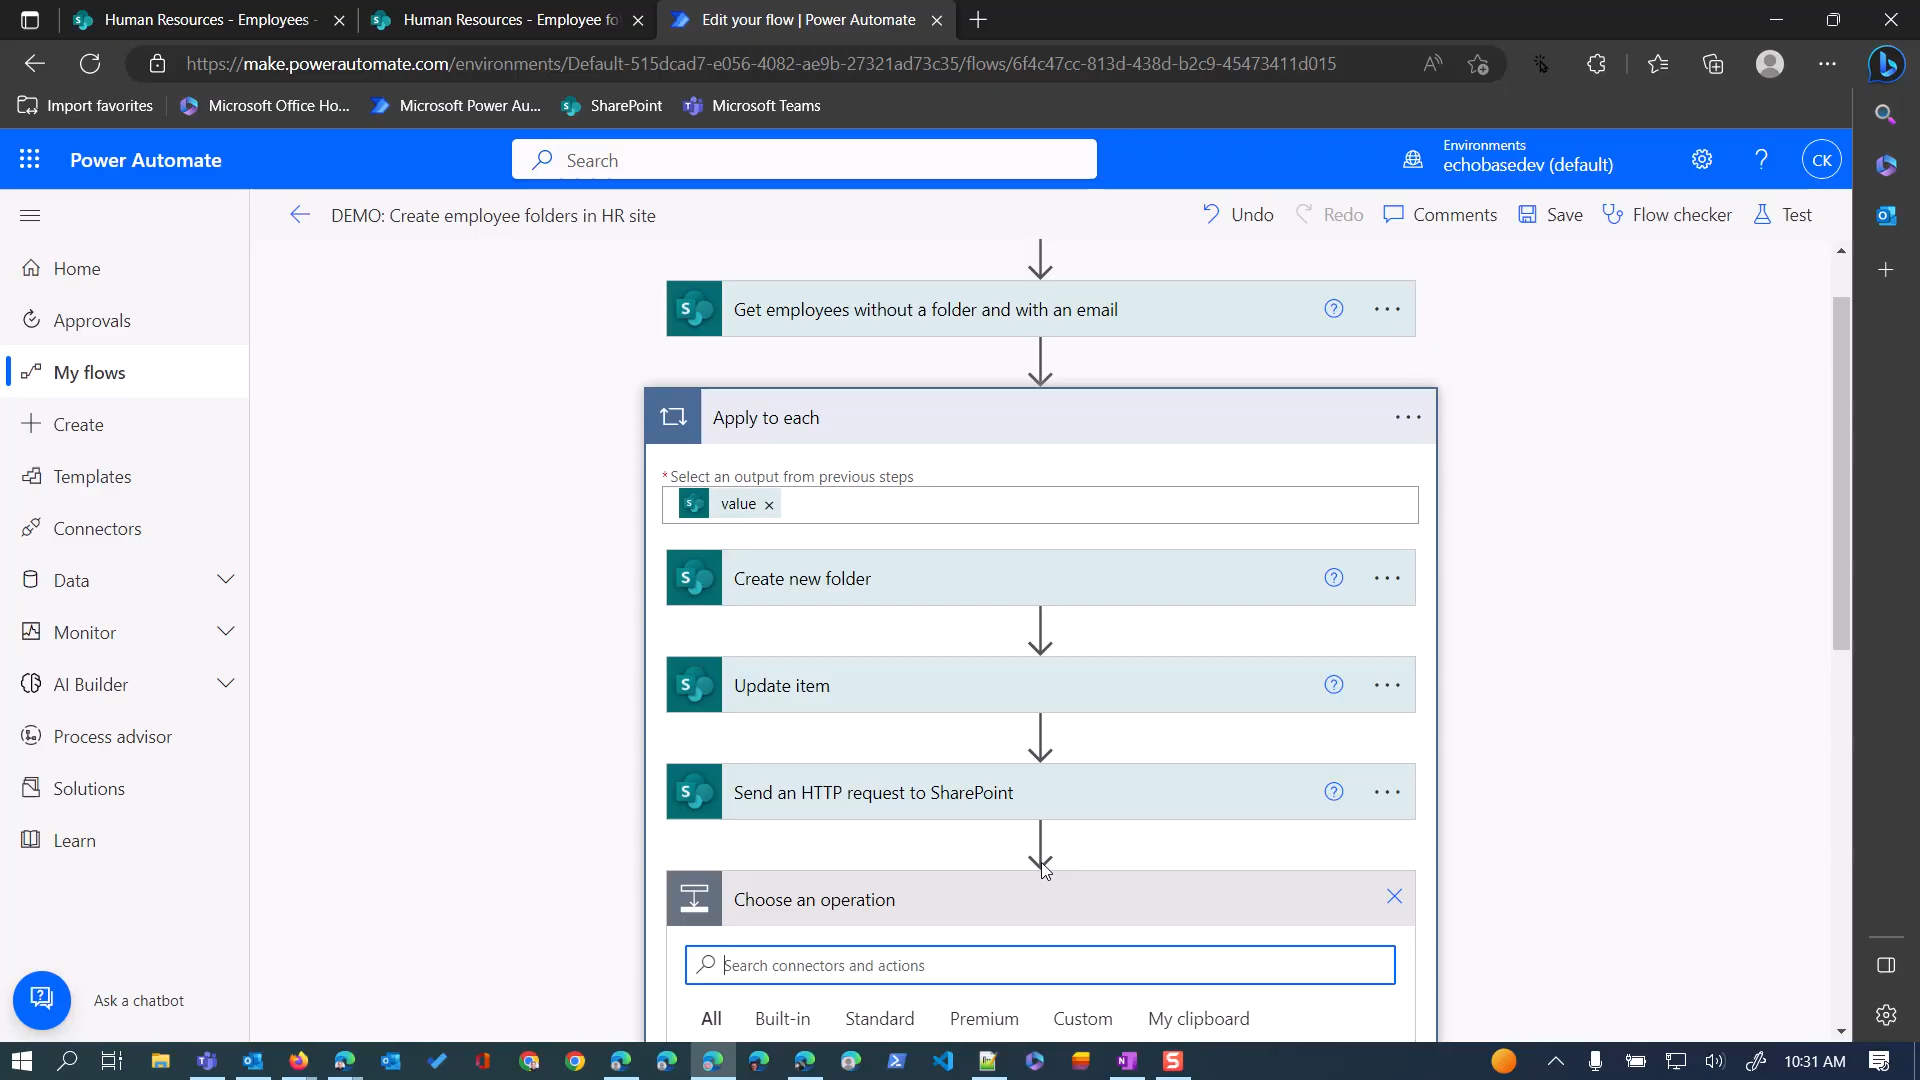 Human Resources - Employees -
Human Resources - Employee fo
Edit your flow | Power Automate
https://make.powerautomate.com/environments/Default-515dcad7-e056-4082-ae9b-27321ad73c35/flows/6f4c47cc-813d-438d-b2c9-45473411d015
Import favorites
Microsoft Office Ho...
Microsoft Power Au...
SharePoint
Microsoft Teams
Power Automate
Search
Environments
echobasedev (default)
CK
DEMO: Create employee folders in HR site
Undo
Redo
Comments
Save
Flow checker
Test
Home
Approvals
My flows
Create
Templates
Connectors
Data
Monitor
AI Builder
Process advisor
Solutions
Learn
Ask a chatbot
Get employees without a folder and with an email
Apply to each
*Select an output from previous steps
value
Create new folder
Update item
Send an HTTP request to SharePoint
Choose an operation
Search connectors and actions
All
Built-in
Standard
Premium
Custom
My clipboard
10:31 AM